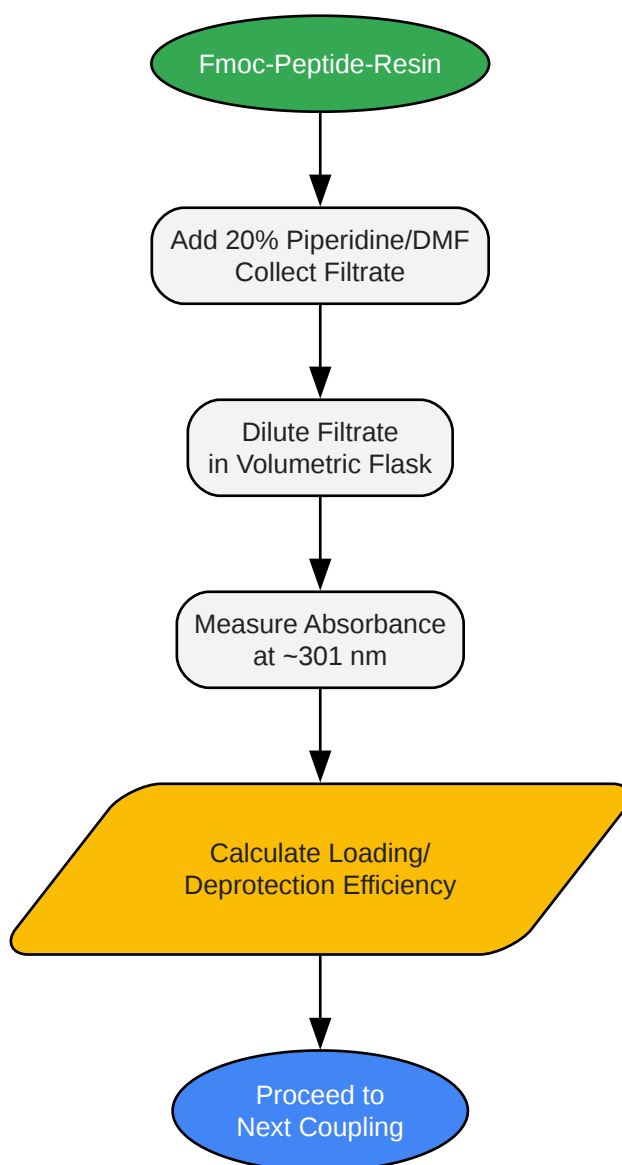 Fmoc-Peptide-Resin
Add 20% Piperidine/DMF
Collect Filtrate
Dilute Filtrate
in Volumetric Flask
Measure Absorbance
at ~301 nm
Calculate Loading/
Deprotection Efficiency
Proceed to
Next Coupling